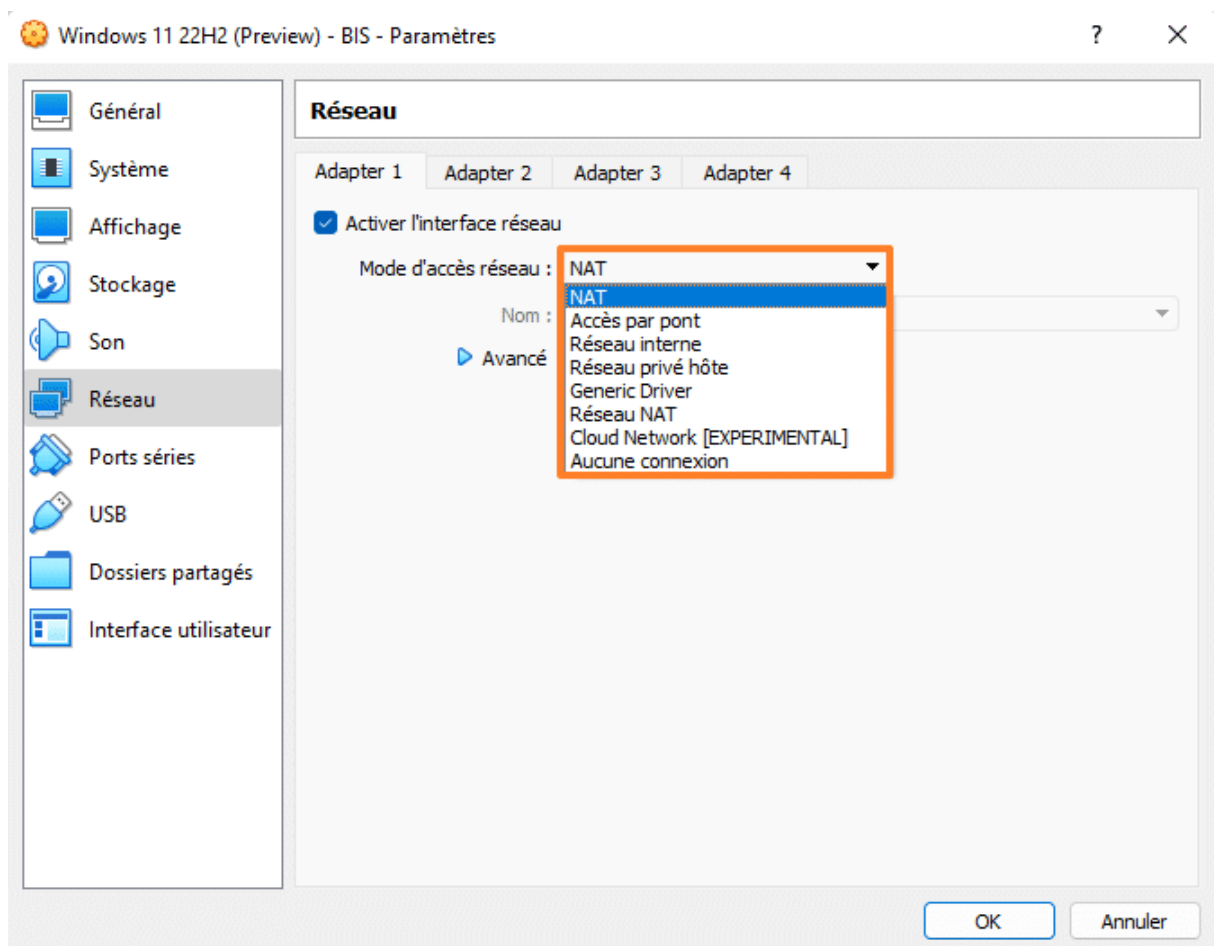 Windows 11 22H2 (Preview) - BIS - Paramètres
?
Général
Système
Affichage
Stockage
Son
Réseau
Ports séries
USB
Dossiers partagés
Interface utilisateur
Réseau
Adapter 1
Adapter 2
Adapter 3
Adapter 4
Activer l'interface réseau
Mode d'accès réseau : NAT
NAT
Nom :
Accès par pont
Réseau interne
Avancé
Réseau privé hôte
Generic Driver
Réseau NAT
Cloud Network [EXPERIMENTAL]
Aucune connexion
OK
Annuler